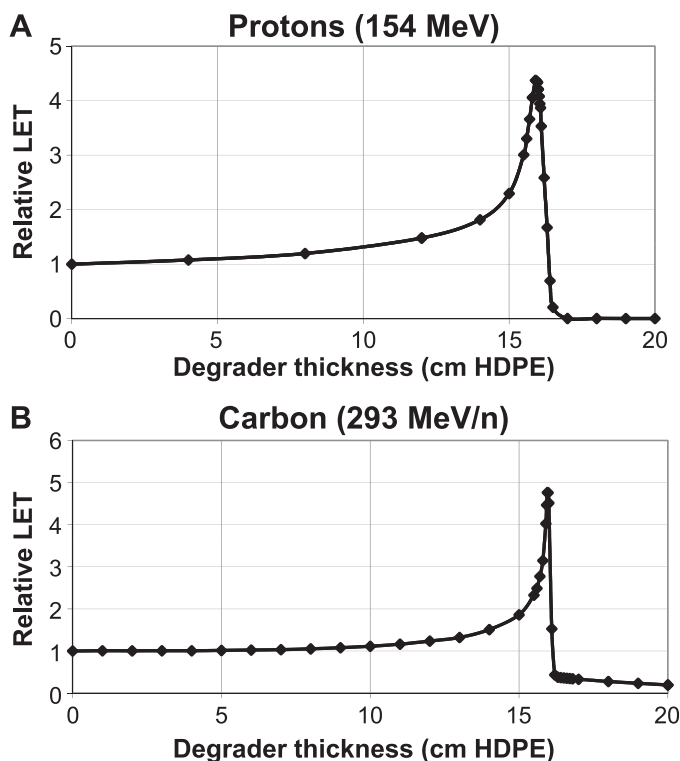 A
Protons (154 MeV)
5
4
3
2
1
0
Relative LET
0 5 10 15 20
Degrader thickness (cm HDPE)
B
Carbon (293 MeV/n)
6
5
4
3
2
1
0
Relative LET
0 5 10 15 20
Degrader thickness (cm HDPE)